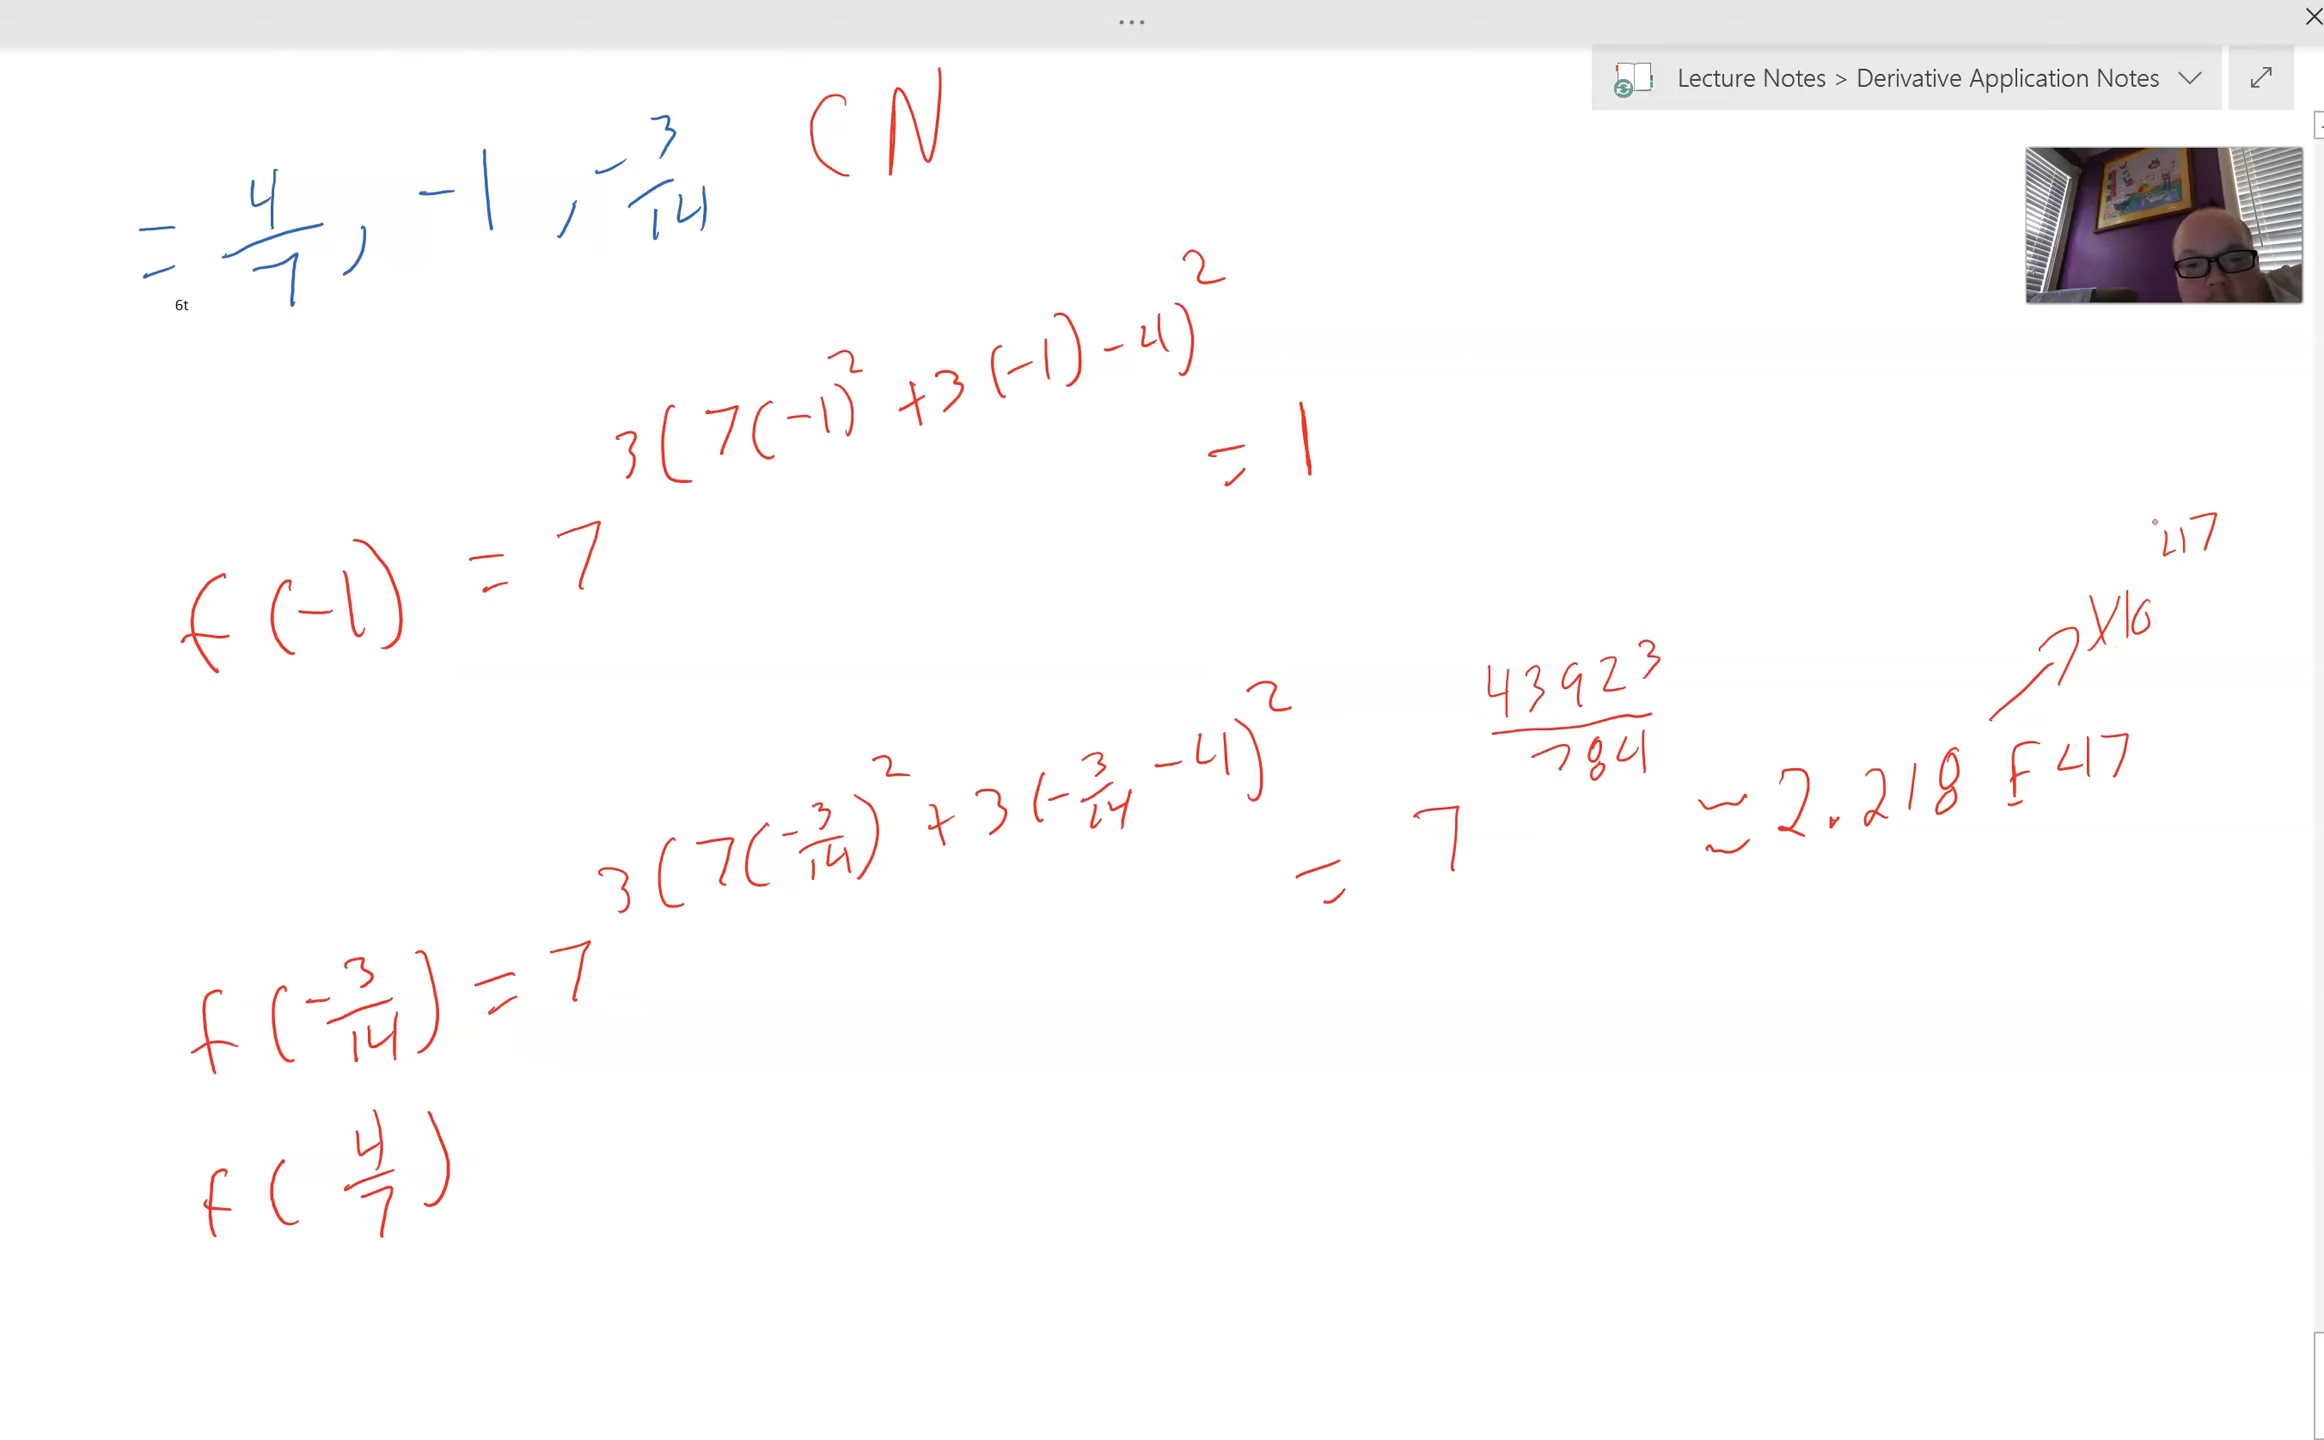 Lecture Notes > Derivative Application Notes
= 4/7, -1, -3/14 CN
6t
f(-1) = 7^3(7(-1)^2 + 3(-1) - 4)^2 = 1
f(-3/14) = 7^3(7(-3/14)^2 + 3(-3/14 - 4)^2 = 7^43923/784 ≈ 2.218 E47 → X10^47
f(4/7)